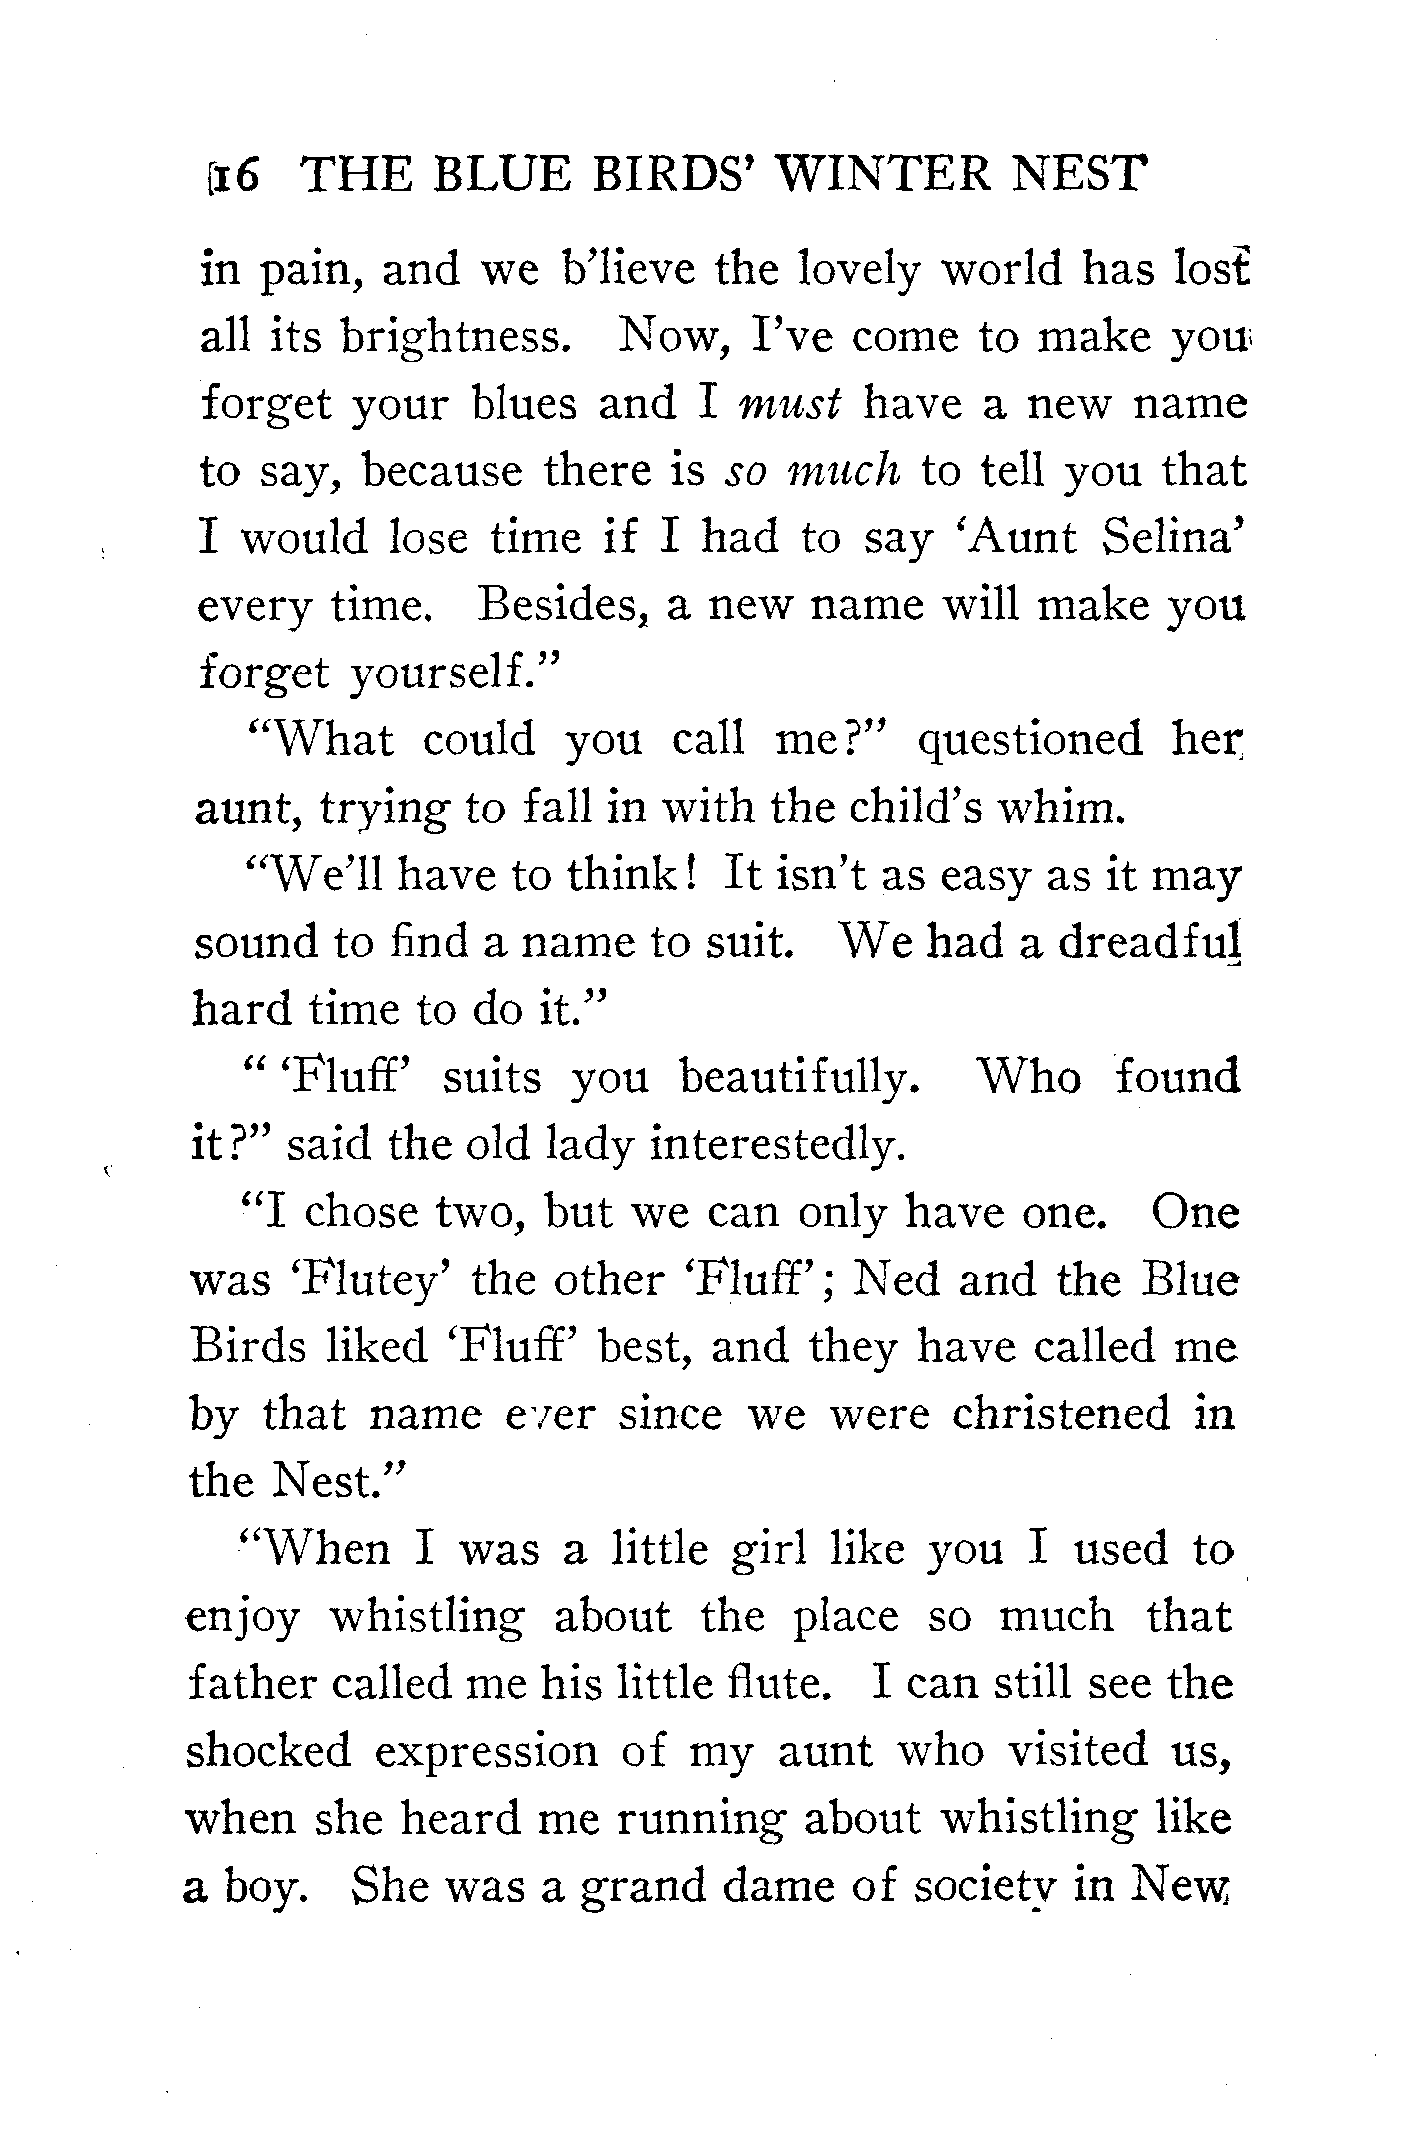 16 THE BLUE BIRDS' WINTER NEST
in pain, and we b'lieve the lovely world has lost
all its brightness. Now, I've come to make you
forget your blues and I must have a new name
to say, because there is so much to tell you that
I would lose time if I had to say 'Aunt Selina'
every time. Besides, a new name will make you
forget yourself."
"What could you call me?" questioned her
aunt, trying to fall in with the child's whim.
"We'll have to think! It isn't as easy as it may
sound to find a name to suit. We had a dreadful
hard time to do it."
"'Fluff' suits you beautifully. Who found
it?" said the old lady interestedly.
"I chose two, but we can only have one. One
was 'Flutey' the other 'Fluff'; Ned and the Blue
Birds liked 'Fluff' best, and they have called me
by that name ever since we were christened in
the Nest."
"When I was a little girl like you I used to
enjoy whistling about the place so much that
father called me his little flute. I can still see the
shocked expression of my aunt who visited us,
when she heard me running about whistling like
a boy. She was a grand dame of society in New